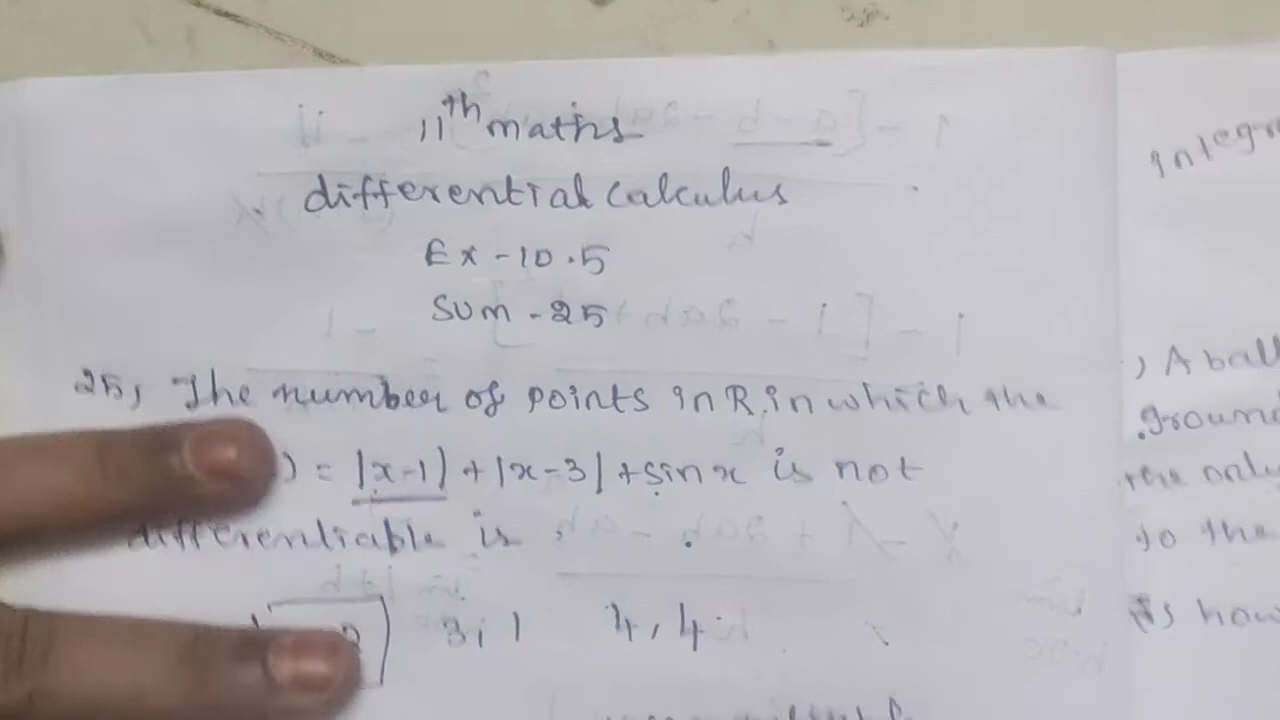 11th maths
differential calculus
Ex - 10.5
Sum - 25
25, The number of points in R in which the
) = |x-1| + |x-3| + sin x is not
differentiable is
3, 1 4, 4
integr
) A ball
ground
the only
to the
is how